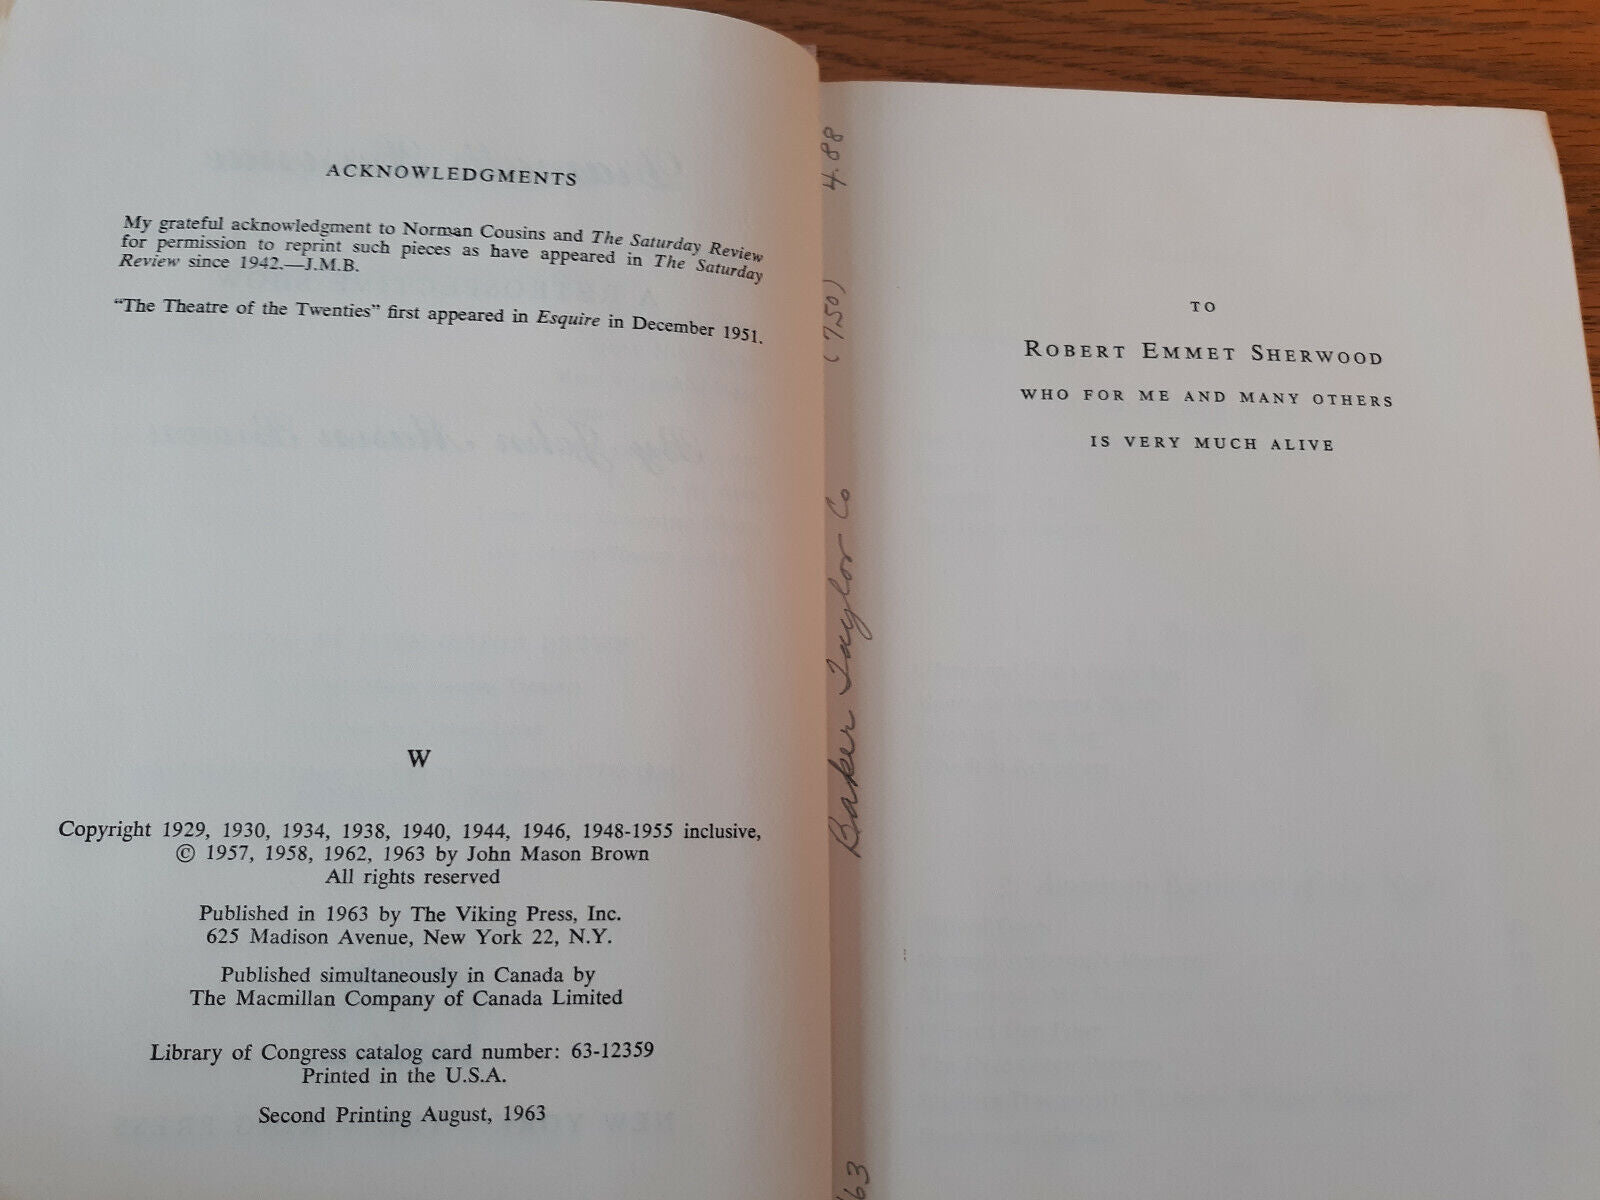 ACKNOWLEDGMENTS
My grateful acknowledgment to Norman Cousins and The Saturday Review
for permission to reprint such pieces as have appeared in The Saturday
Review since 1942.—J.M.B.
"The Theatre of the Twenties" first appeared in Esquire in December 1951.
W
Copyright 1929, 1930, 1934, 1938, 1940, 1944, 1946, 1948-1955 inclusive,
© 1957, 1958, 1962, 1963 by John Mason Brown
All rights reserved
Published in 1963 by The Viking Press, Inc.
625 Madison Avenue, New York 22, N.Y.
Published simultaneously in Canada by
The Macmillan Company of Canada Limited
Library of Congress catalog card number: 63-12359
Printed in the U.S.A.
Second Printing August, 1963
/63 Baker Taylor Co (7.50) 4.88
TO
ROBERT EMMET SHERWOOD
WHO FOR ME AND MANY OTHERS
IS VERY MUCH ALIVE